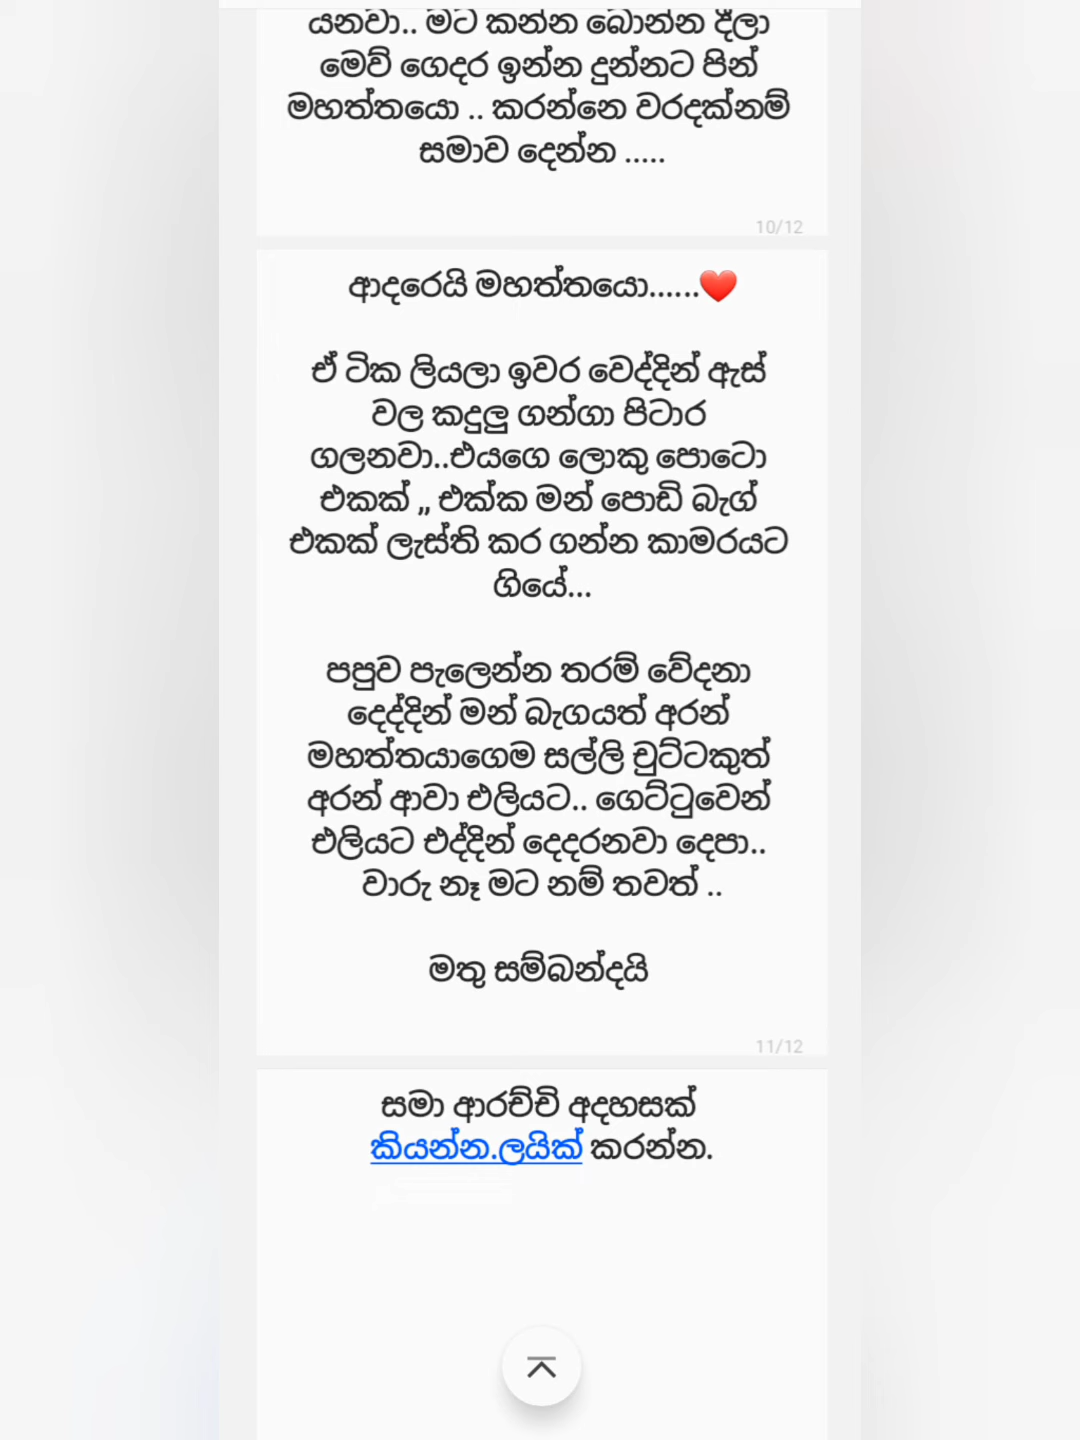 යනවා.. මට කන්න බොන්න දීලා
මෙව් ගෙදර ඉන්න දුන්නට පින්
මහත්තයො .. කරන්නෙ වරදක්නම්
සමාව දෙන්න .....
10/12
ආදරෙයි මහත්තයො......❤️
ඒ ටික ලියලා ඉවර වෙද්දින් ඇස්
වල කදුලු ගන්ගා පිටාර
ගලනවා..එයගෙ ලොකු පොටො
එකක් ,, එක්ක මන් පොඩි බැග්
එකක් ලැස්ති කර ගන්න කාමරයට
ගියේ...
පපුව පැලෙන්න තරම් වේදනා
දෙද්දින් මන් බැගයත් අරන්
මහත්තයාගෙම සල්ලි චුට්ටකුත්
අරන් ආවා එලියට.. ගෙට්ටුවෙන්
එලියට එද්දින් දෙදරනවා දෙපා..
වාරු නෑ මට නම් තවත් ..
මතු සම්බන්දයි
11/12
සමා ආරච්චි අදහසක්
කියන්න.ලයික් කරන්න.